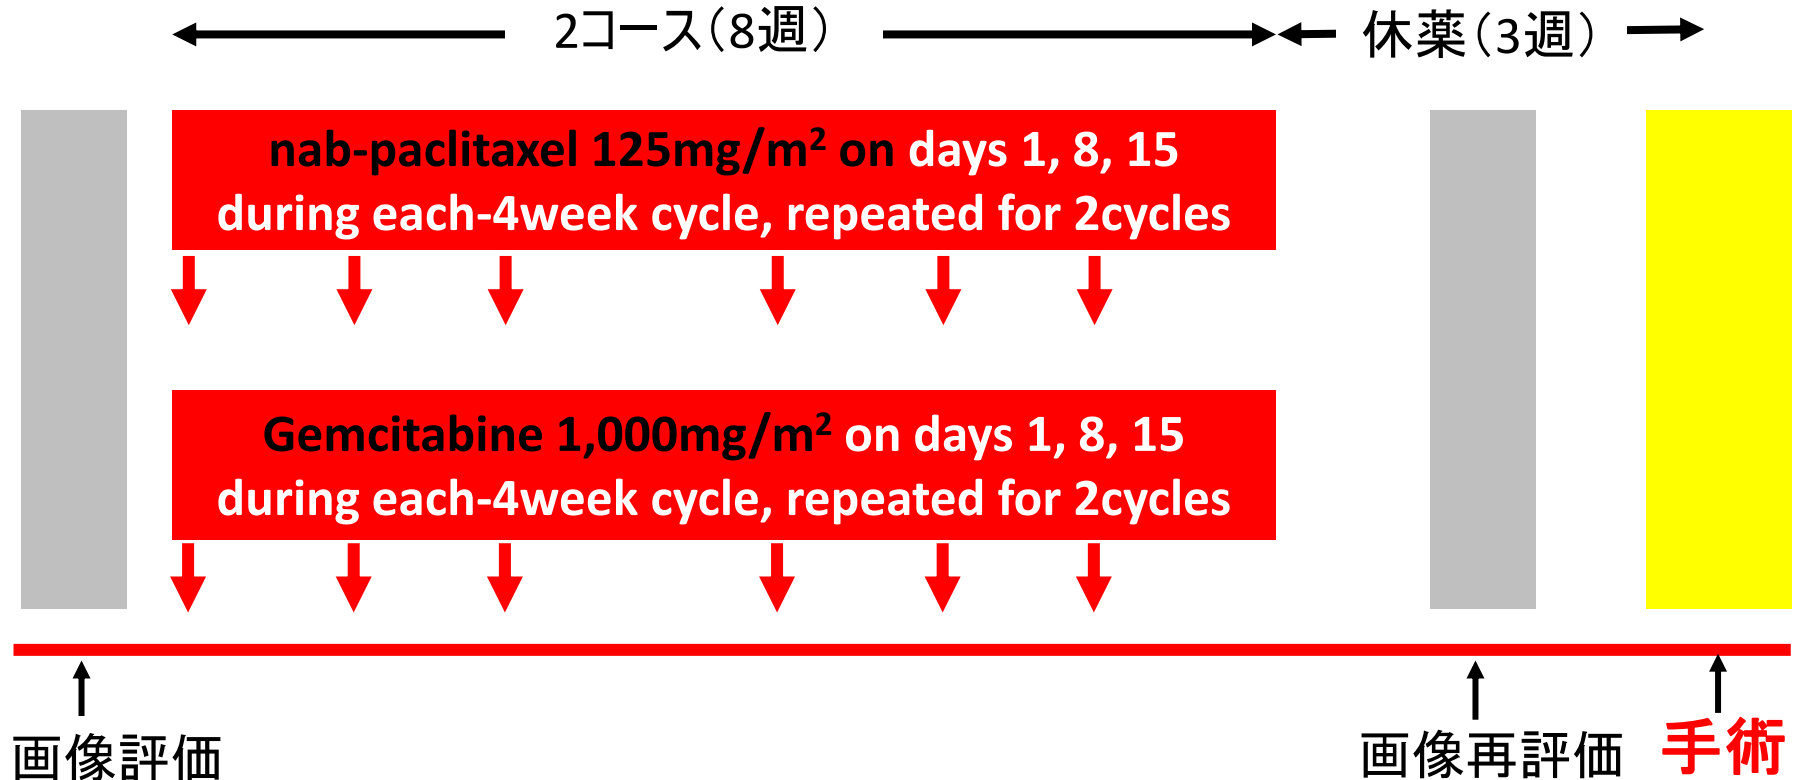 2コース（8週）
休薬（3週）
nab-paclitaxel 125mg/m² on days 1, 8, 15
during each-4week cycle, repeated for 2cycles
Gemcitabine 1,000mg/m² on days 1, 8, 15
during each-4week cycle, repeated for 2cycles
画像評価
画像再評価
手術